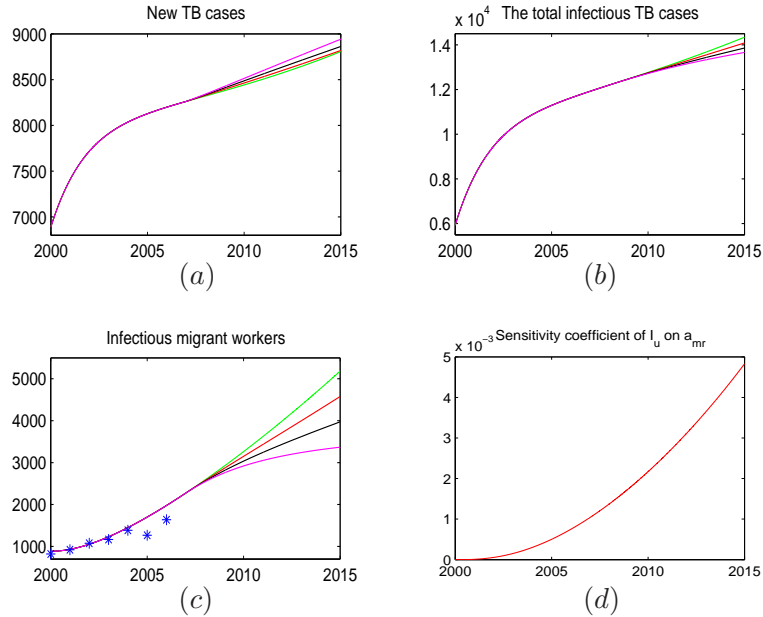 New TB cases
9000
8500
8000
7500
7000
2000 2005 2010 2015
(a)
The total infectious TB cases
x 10^4
1.4
1.2
1
0.8
0.6
2000 2005 2010 2015
(b)
Infectious migrant workers
5000
4000
3000
2000
1000
2000 2005 2010 2015
(c)
x 10^-3 Sensitivity coefficient of I_u on a_mr
5
4
3
2
1
0
2000 2005 2010 2015
(d)